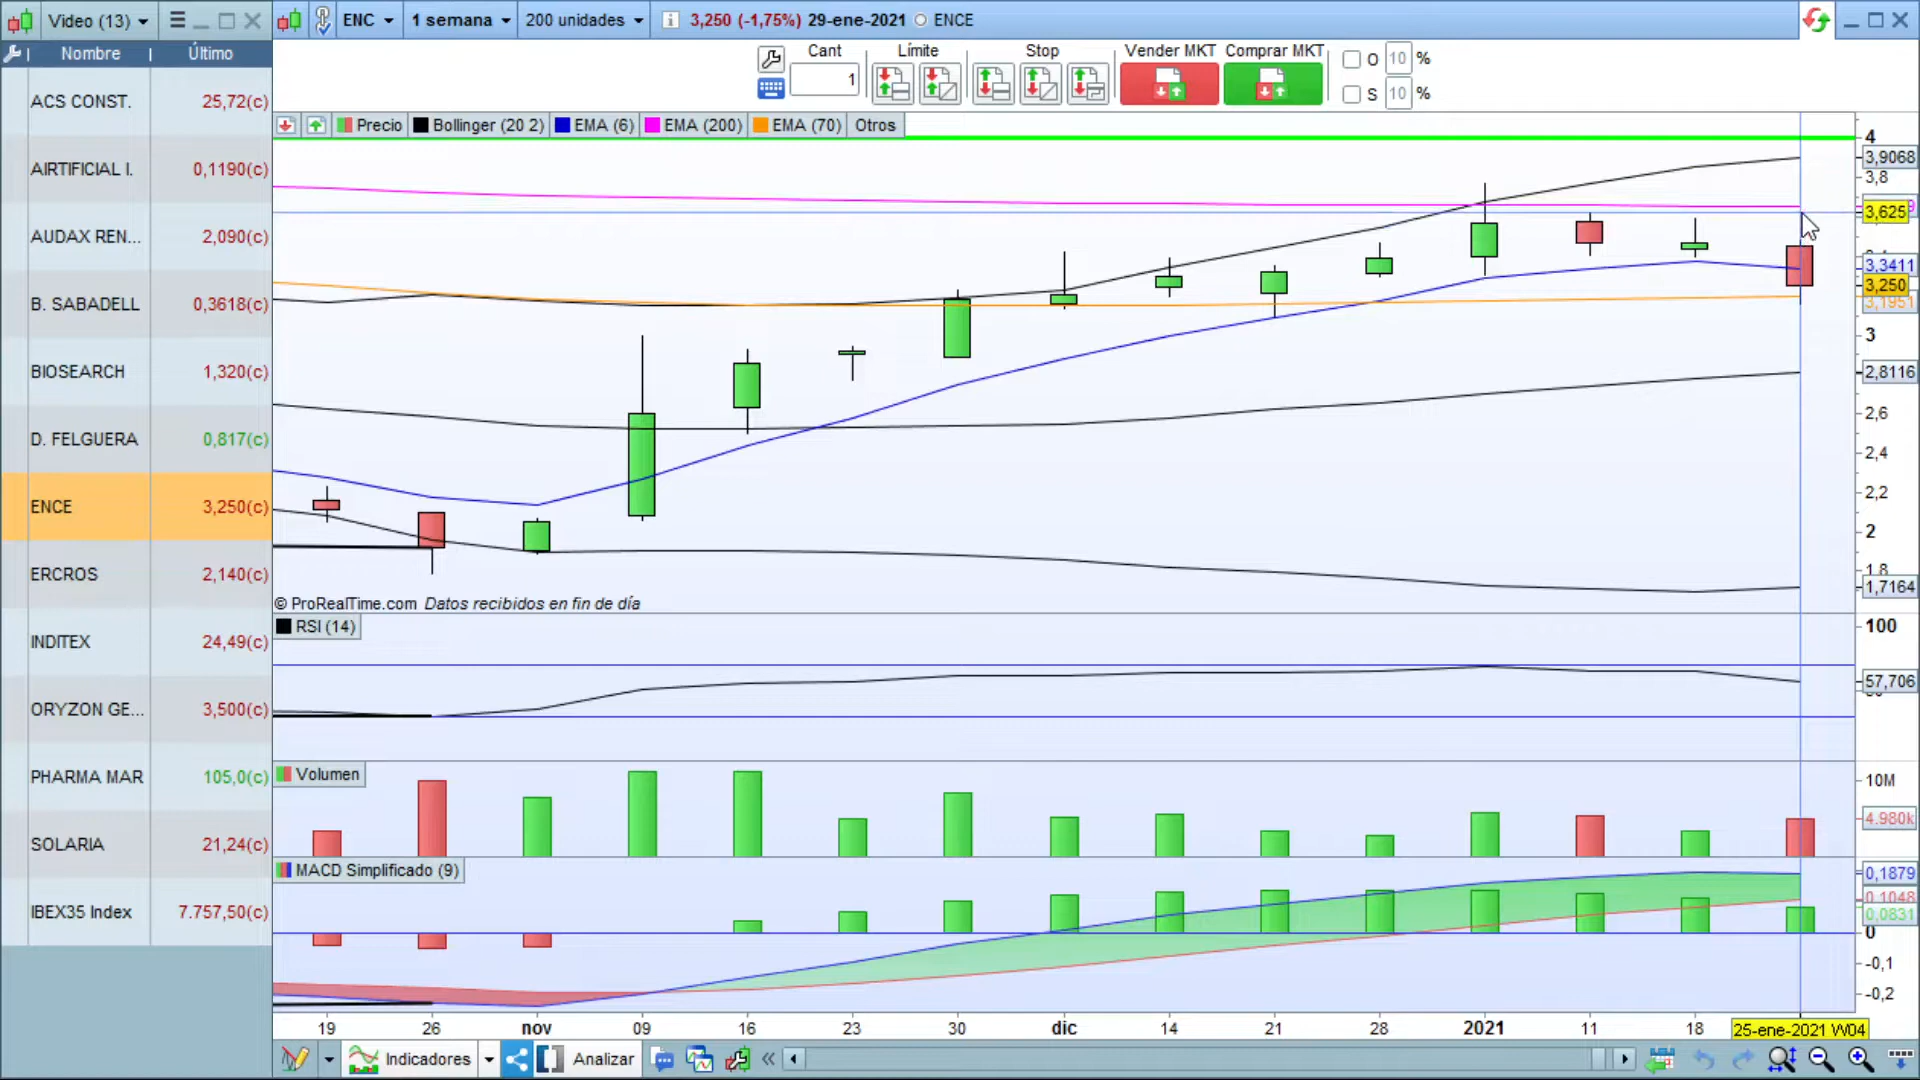 Video (13)
ENC 1 semana 200 unidades 3,250 (-1,75%) 29-ene-2021 ENCE
Nombre Último
ACS CONST. 25,72(c)
AIRTIFICIAL I. 0,1190(c)
AUDAX REN... 2,090(c)
B. SABADELL 0,3618(c)
BIOSEARCH 1,320(c)
D. FELGUERA 0,817(c)
ENCE 3,250(c)
ERCROS 2,140(c)
INDITEX 24,49(c)
ORYZON GE... 3,500(c)
PHARMA MAR 105,0(c)
SOLARIA 21,24(c)
IBEX35 Index 7.757,50(c)
Cant Límite Stop Vender MKT Comprar MKT O 10 %
1 S 10 %
Precio Bollinger (20 2) EMA (6) EMA (200) EMA (70) Otros
4
3,9068
3,8
3,625
3,3411
3,250
3,1951
3
2,8116
2,6
2,4
2,2
2
1,8
1,7164
© ProRealTime.com Datos recibidos en fin de día
RSI (14)
100
57,706
Volumen
10M
4.980k
MACD Simplificado (9)
0,1879
0,1048
0,0831
0
-0,1
-0,2
19 26 nov 09 16 23 30 dic 14 21 28 2021 11 18 25-ene-2021 W04
Indicadores Analizar